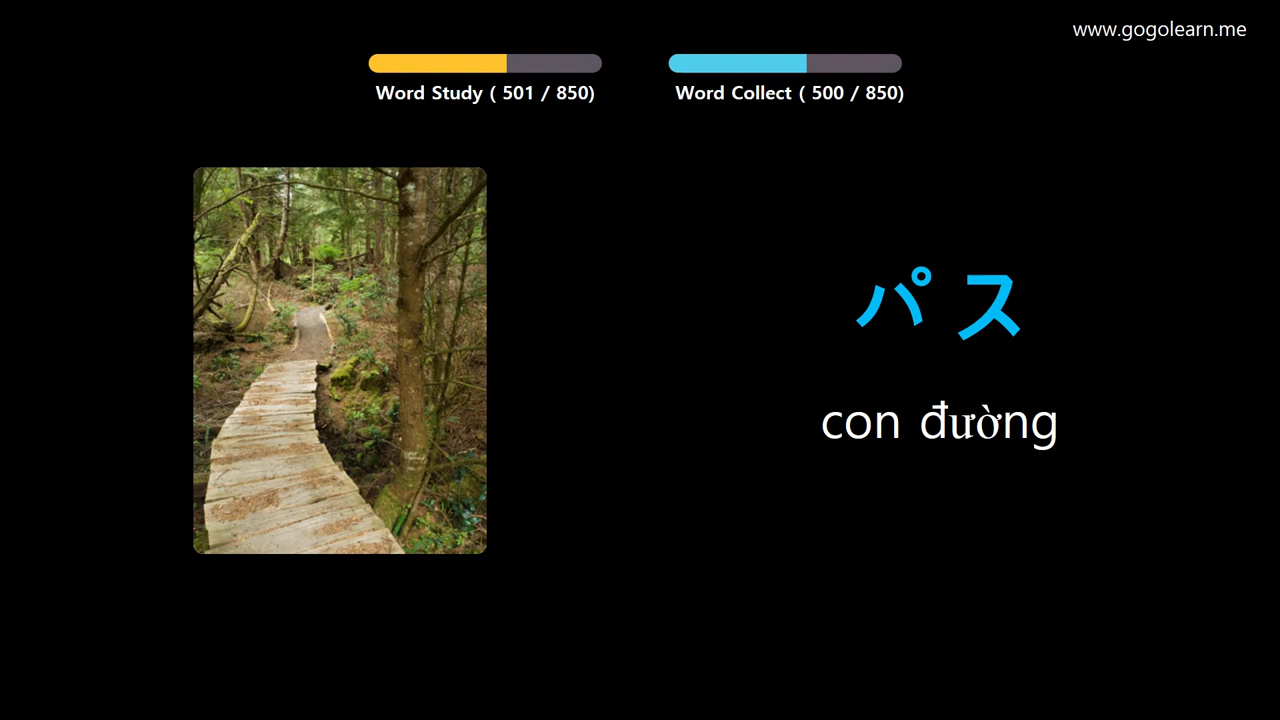 www.gogolearn.me
Word Study ( 501 / 850)
Word Collect ( 500 / 850)
パス
con đường